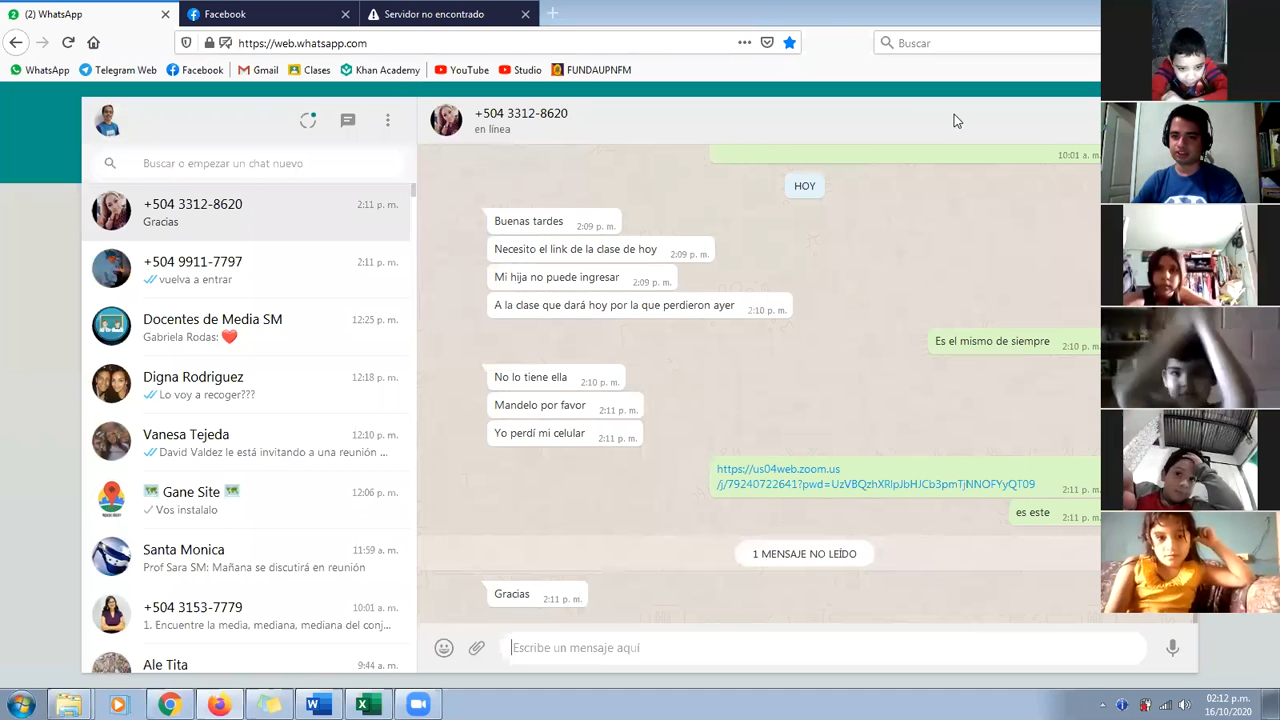 (2) WhatsApp
Facebook
Servidor no encontrado
https://web.whatsapp.com
Buscar
WhatsApp
Telegram Web
Facebook
Gmail
Clases
Khan Academy
YouTube
Studio
FUNDAUPNFM
Buscar o empezar un chat nuevo
+504 3312-8620
2:11 p. m.
Gracias
+504 9911-7797
2:11 p. m.
vuelva a entrar
Docentes de Media SM
12:25 p. m.
Gabriela Rodas: ❤️
Digna Rodriguez
12:18 p. m.
Lo voy a recoger???
Vanesa Tejeda
12:10 p. m.
David Valdez le está invitando a una reunión ...
🗺️ Gane Site 🗺️
12:06 p. m.
Vos instalalo
Santa Monica
11:59 a. m.
Prof Sara SM: Mañana se discutirá en reunión
+504 3153-7779
10:01 a. m.
1. Encuentre la media, mediana, mediana del conj...
Ale Tita
9:44 a. m.
+504 3312-8620
en línea
10:01 a. m.
HOY
Buenas tardes
2:09 p. m.
Necesito el link de la clase de hoy
2:09 p. m.
Mi hija no puede ingresar
2:09 p. m.
A la clase que dará hoy por la que perdieron ayer
2:10 p. m.
Es el mismo de siempre
2:10 p. m.
No lo tiene ella
2:10 p. m.
Mandelo por favor
2:11 p. m.
Yo perdí mi celular
2:11 p. m.
https://us04web.zoom.us
/j/79240722641?pwd=UzVBQzhXRlpJbHJCb3pmTjNNOFYyQT09
2:11 p. m.
es este
2:11 p. m.
1 MENSAJE NO LEÍDO
Gracias
2:11 p. m.
Escribe un mensaje aquí
02:12 p.m.
16/10/2020